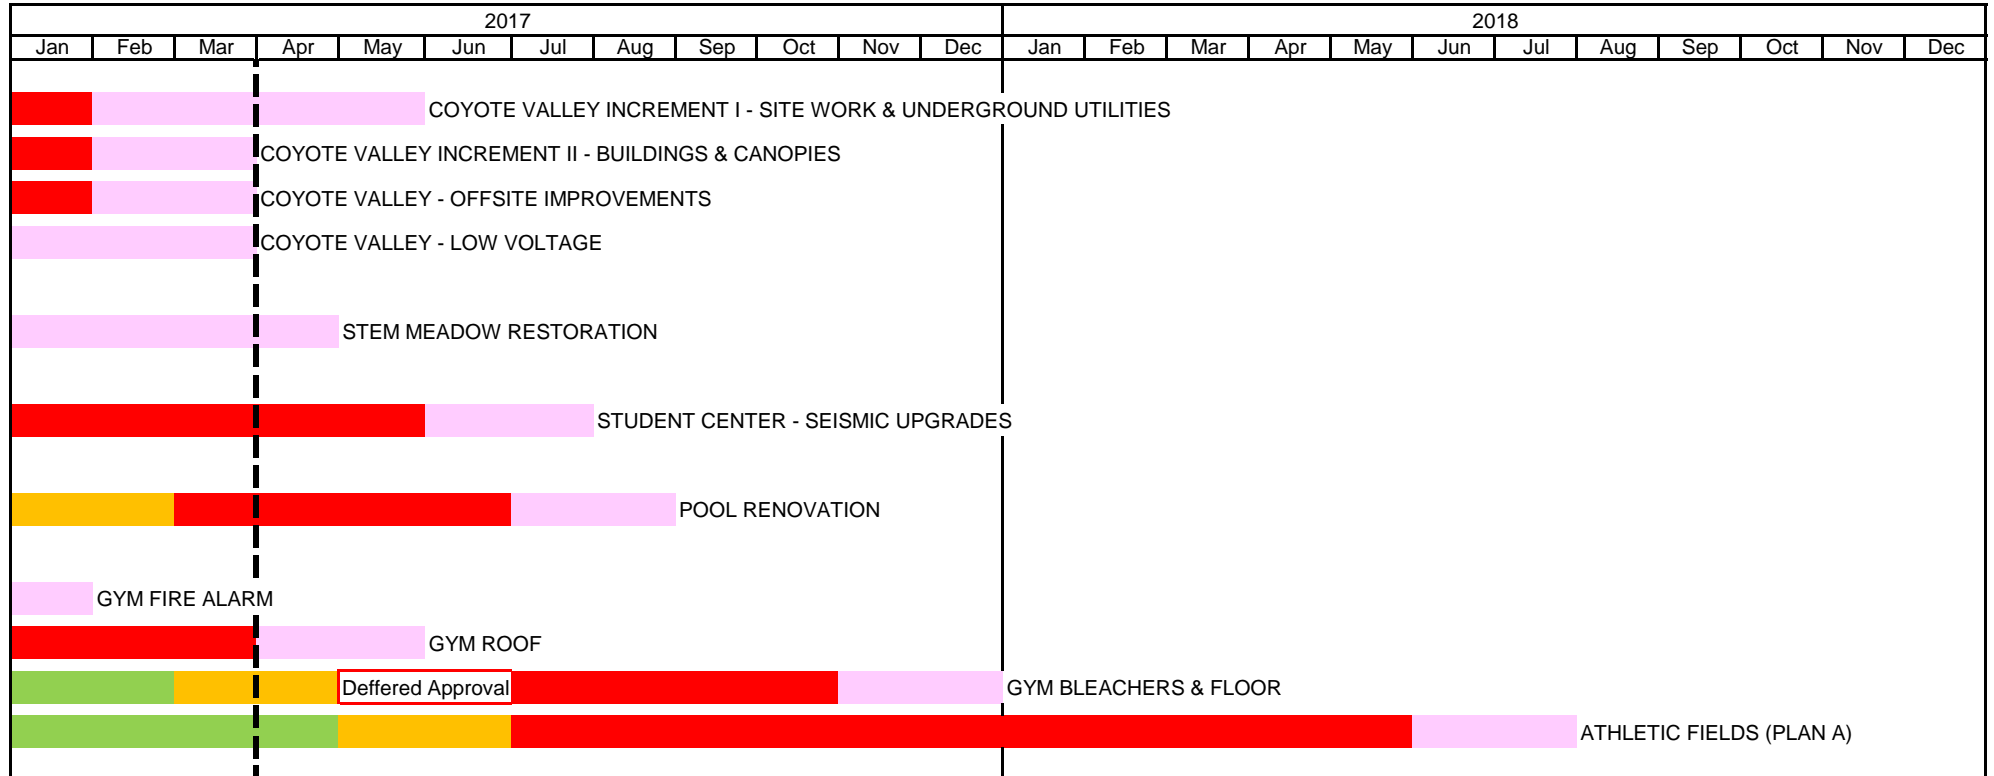 2017 2018
Jan Feb Mar Apr May Jun Jul Aug Sep Oct Nov Dec Jan Feb Mar Apr May Jun Jul Aug Sep Oct Nov Dec
COYOTE VALLEY INCREMENT I - SITE WORK & UNDERGROUND UTILITIES
COYOTE VALLEY INCREMENT II - BUILDINGS & CANOPIES
COYOTE VALLEY - OFFSITE IMPROVEMENTS
COYOTE VALLEY - LOW VOLTAGE
STEM MEADOW RESTORATION
STUDENT CENTER - SEISMIC UPGRADES
POOL RENOVATION
GYM FIRE ALARM
GYM ROOF
Deffered Approval GYM BLEACHERS & FLOOR
ATHLETIC FIELDS (PLAN A)